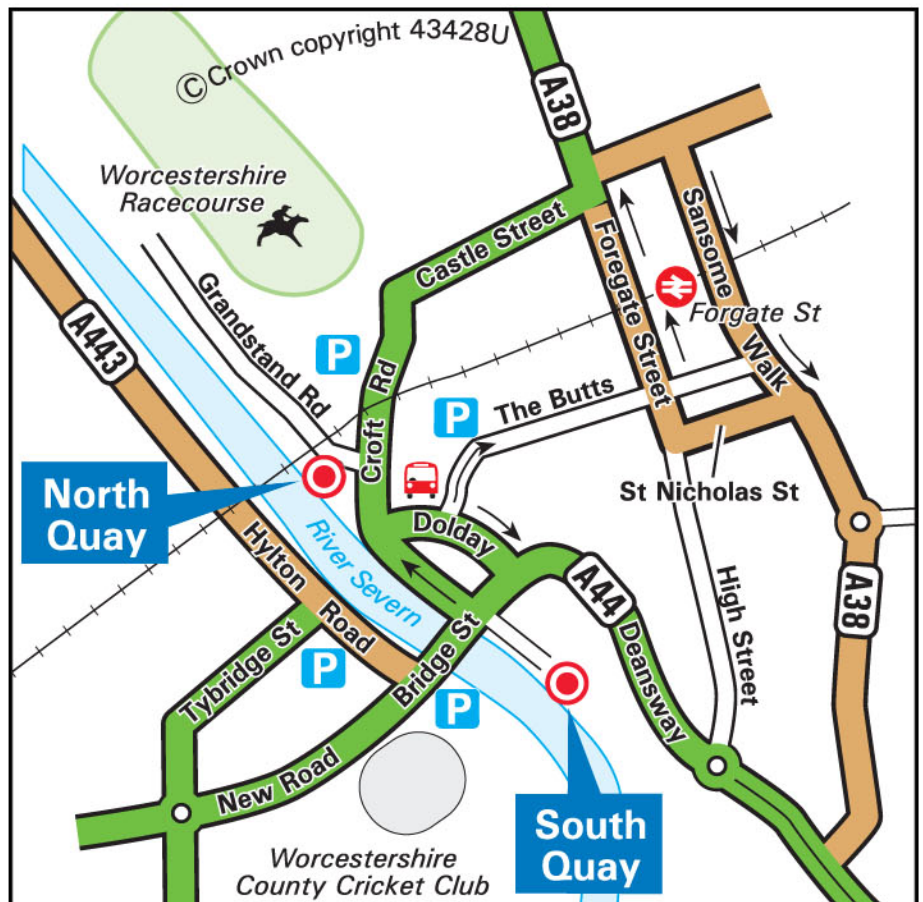 ©Crown copyright 43428U
A38
Worcestershire
Racecourse
Castle Street
Sansome
Walk
Foregate Street
Forgate St
Grandstand Rd
A443
P
Croft Rd
P
The Butts
St Nicholas St
North
Quay
Dolday
River Severn
Hylton
Road
A44
High Street
A38
Tybridge St
P
Bridge St
P
Deansway
New Road
South
Quay
Worcestershire
County Cricket Club